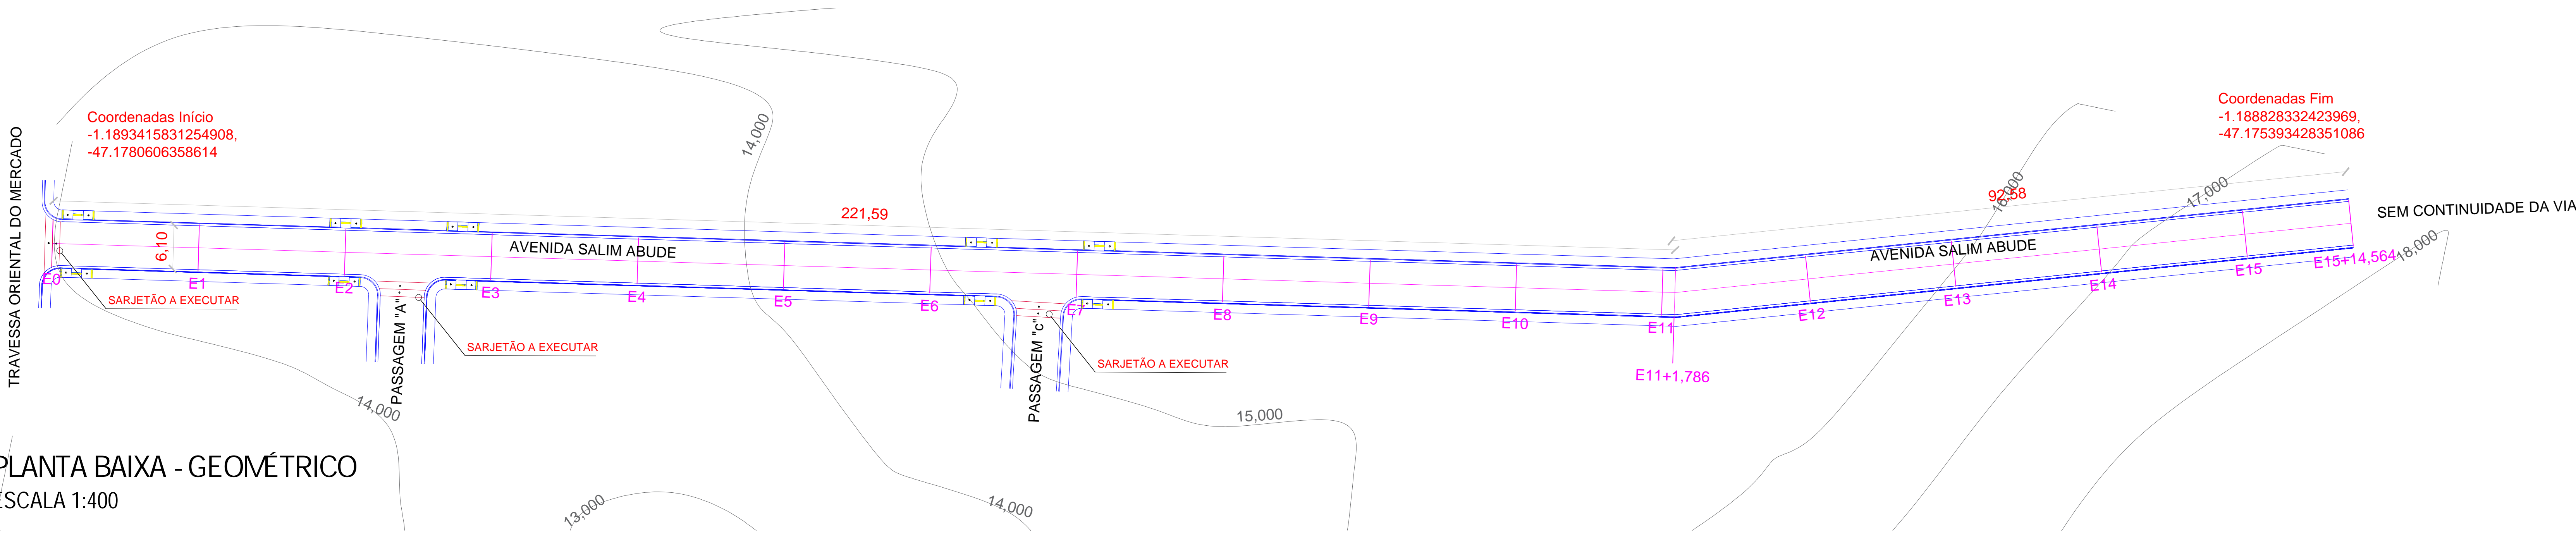 TRAVESSA ORIENTAL DO MERCADO
Coordenadas Início
-1.1893415831254908,
-47.1780606358614
14,000
Coordenadas Fim
-1.188828332423969,
-47.175393428351086
221,59
92,58
16,000
17,000
SEM CONTINUIDADE DA VIA
6,10
AVENIDA SALIM ABUDE
AVENIDA SALIM ABUDE
E0
E1
E2
E3
E4
E5
E6
E7
E8
E9
E10
E11
E12
E13
E14
E15
E15+14,564
18,000
SARJETÃO A EXECUTAR
SARJETÃO A EXECUTAR
SARJETÃO A EXECUTAR
PASSAGEM "A"
PASSAGEM "c"
E11+1,786
14,000
15,000
13,000
14,000
PLANTA BAIXA - GEOMÉTRICO
ESCALA 1:400